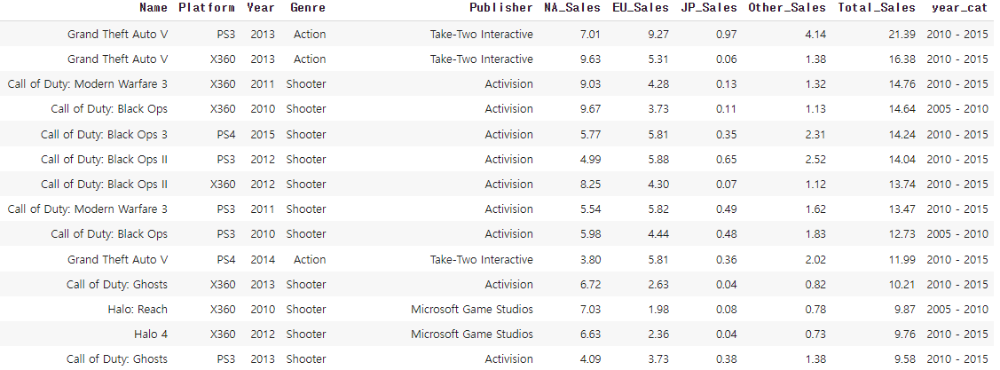 Name Platform Year Genre Publisher NA_Sales EU_Sales JP_Sales Other_Sales Total_Sales year_cat
Grand Theft Auto V PS3 2013 Action Take-Two Interactive 7.01 9.27 0.97 4.14 21.39 2010 - 2015
Grand Theft Auto V X360 2013 Action Take-Two Interactive 9.63 5.31 0.06 1.38 16.38 2010 - 2015
Call of Duty: Modern Warfare 3 X360 2011 Shooter Activision 9.03 4.28 0.13 1.32 14.76 2010 - 2015
Call of Duty: Black Ops X360 2010 Shooter Activision 9.67 3.73 0.11 1.13 14.64 2005 - 2010
Call of Duty: Black Ops 3 PS4 2015 Shooter Activision 5.77 5.81 0.35 2.31 14.24 2010 - 2015
Call of Duty: Black Ops II PS3 2012 Shooter Activision 4.99 5.88 0.65 2.52 14.04 2010 - 2015
Call of Duty: Black Ops II X360 2012 Shooter Activision 8.25 4.30 0.07 1.12 13.74 2010 - 2015
Call of Duty: Modern Warfare 3 PS3 2011 Shooter Activision 5.54 5.82 0.49 1.62 13.47 2010 - 2015
Call of Duty: Black Ops PS3 2010 Shooter Activision 5.98 4.44 0.48 1.83 12.73 2005 - 2010
Grand Theft Auto V PS4 2014 Action Take-Two Interactive 3.80 5.81 0.36 2.02 11.99 2010 - 2015
Call of Duty: Ghosts X360 2013 Shooter Activision 6.72 2.63 0.04 0.82 10.21 2010 - 2015
Halo: Reach X360 2010 Shooter Microsoft Game Studios 7.03 1.98 0.08 0.78 9.87 2005 - 2010
Halo 4 X360 2012 Shooter Microsoft Game Studios 6.63 2.36 0.04 0.73 9.76 2010 - 2015
Call of Duty: Ghosts PS3 2013 Shooter Activision 4.09 3.73 0.38 1.38 9.58 2010 - 2015